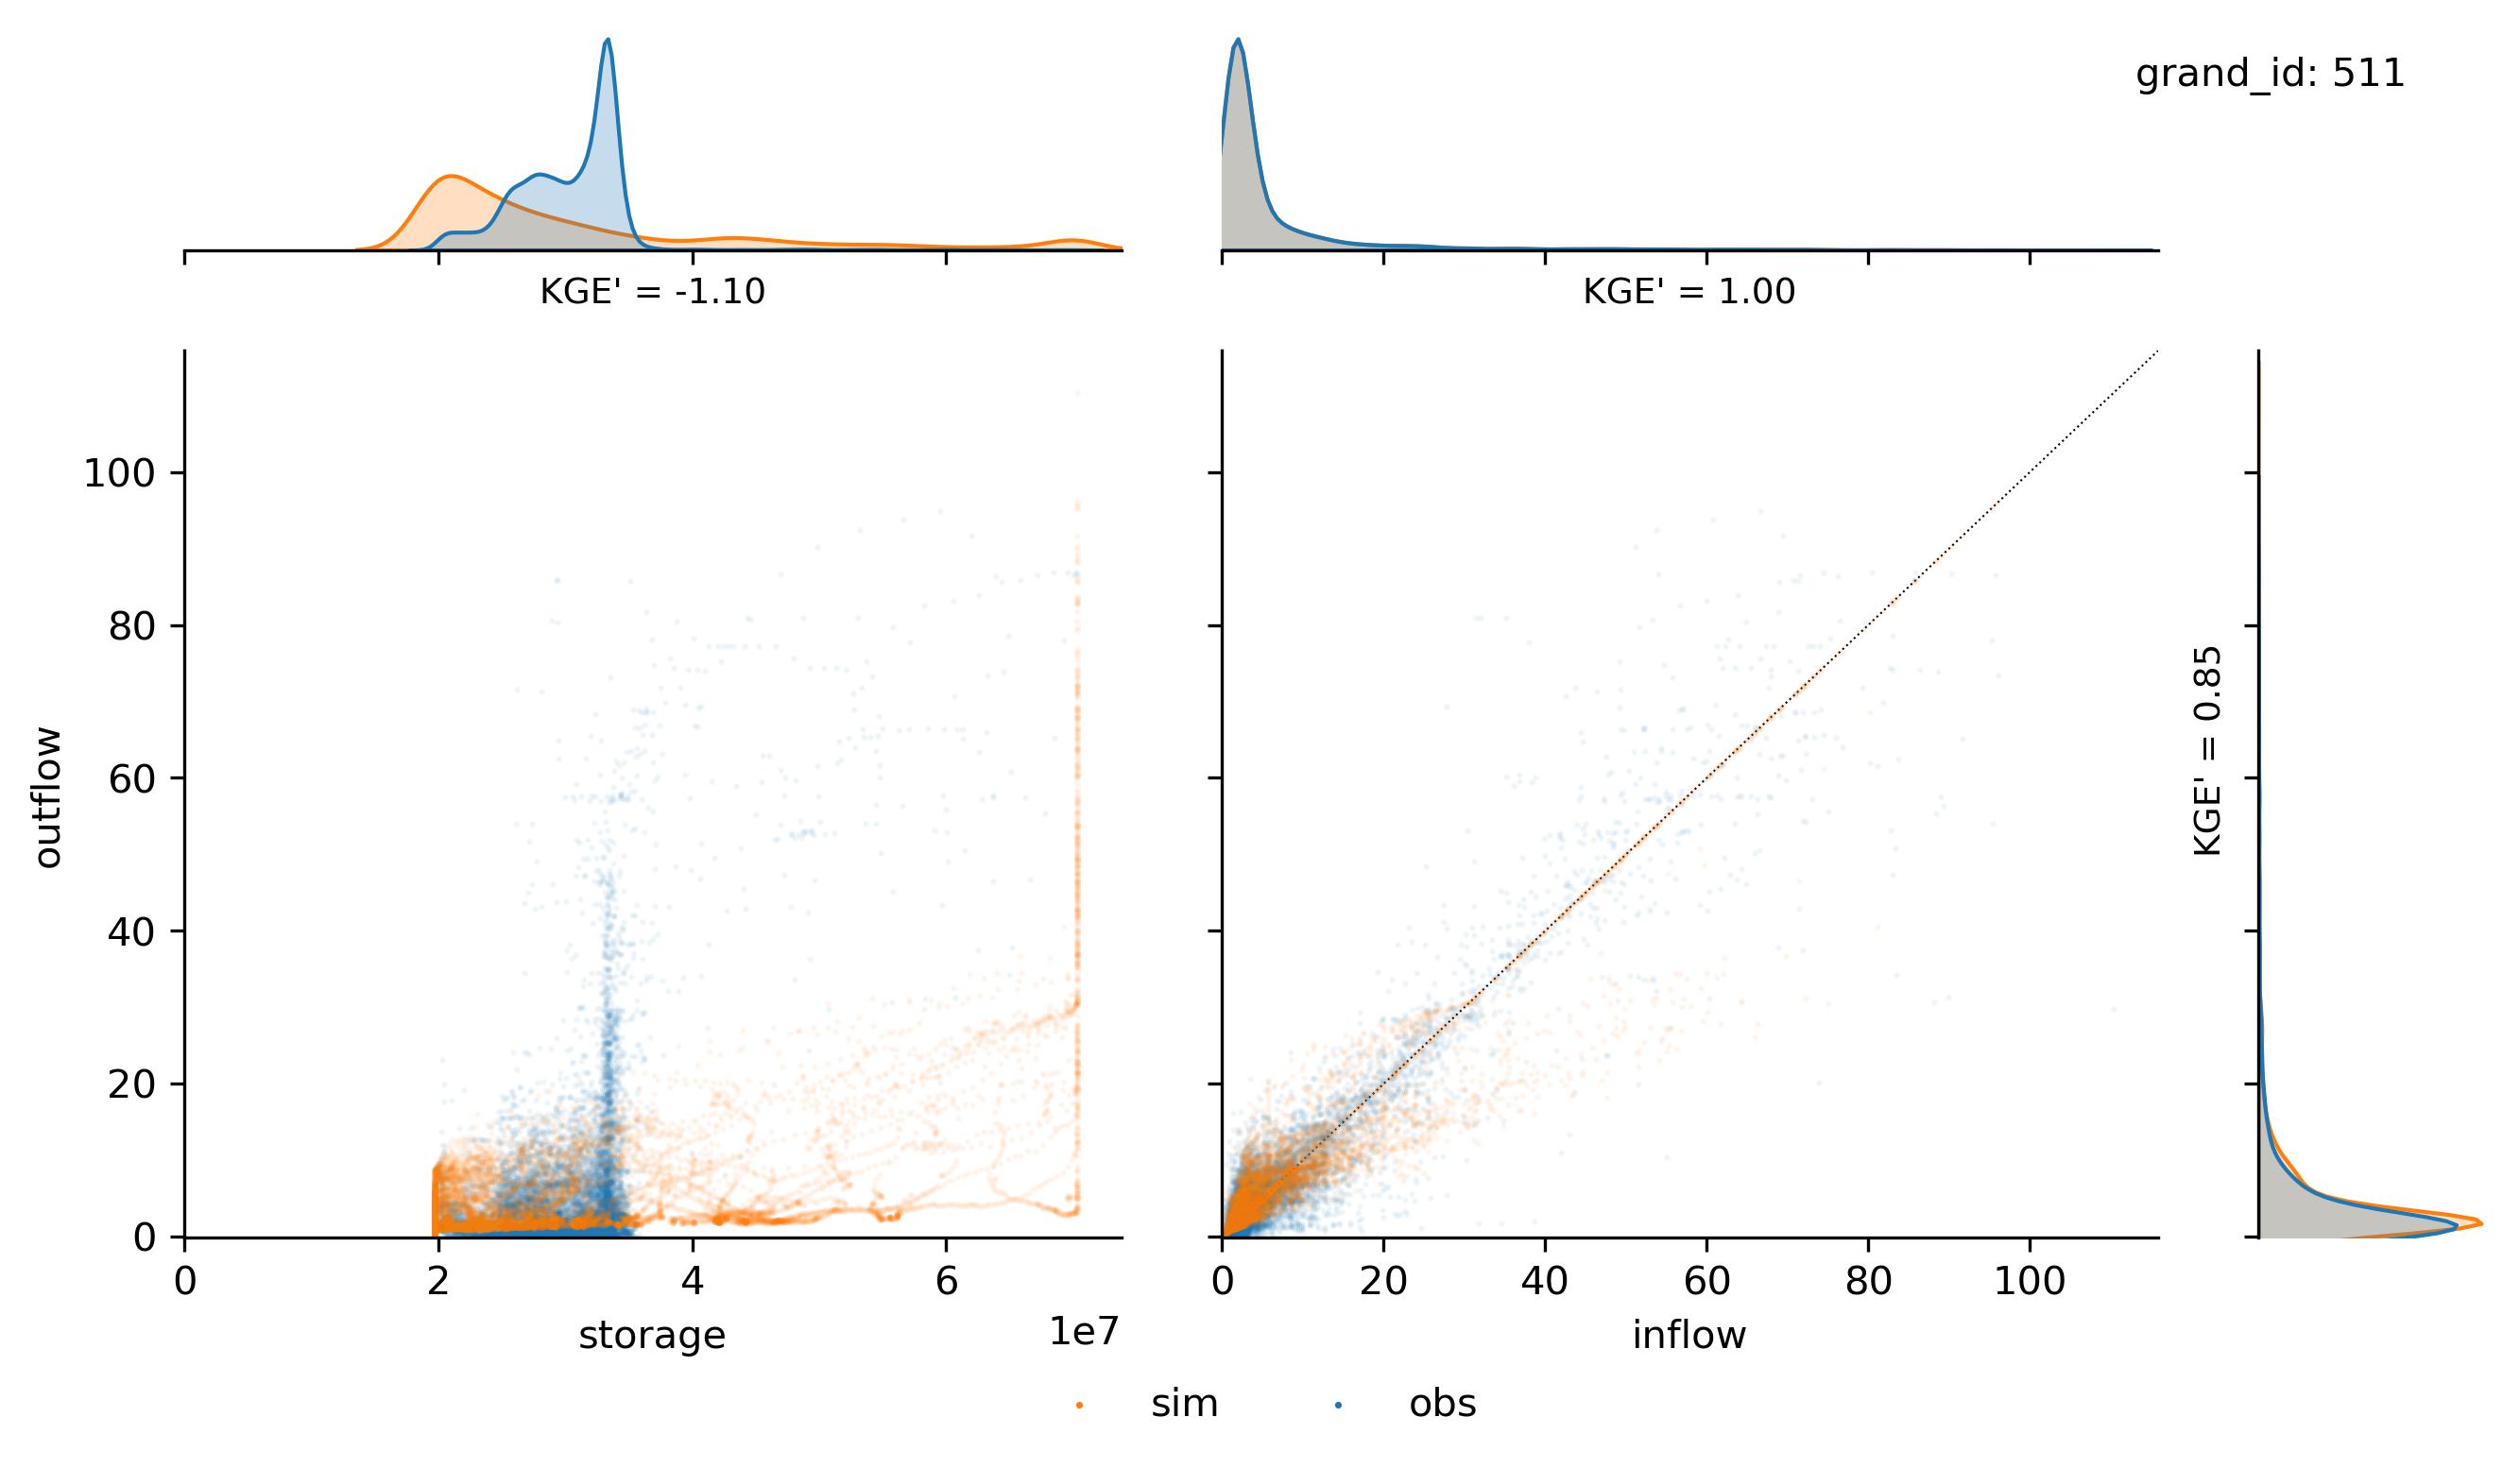 grand_id: 511
KGE' = -1.10
KGE' = 1.00
outflow
100
80
60
40
20
0
KGE' = 0.85
0 2 4 6
0 20 40 60 80 100
storage
1e7
inflow
sim
obs